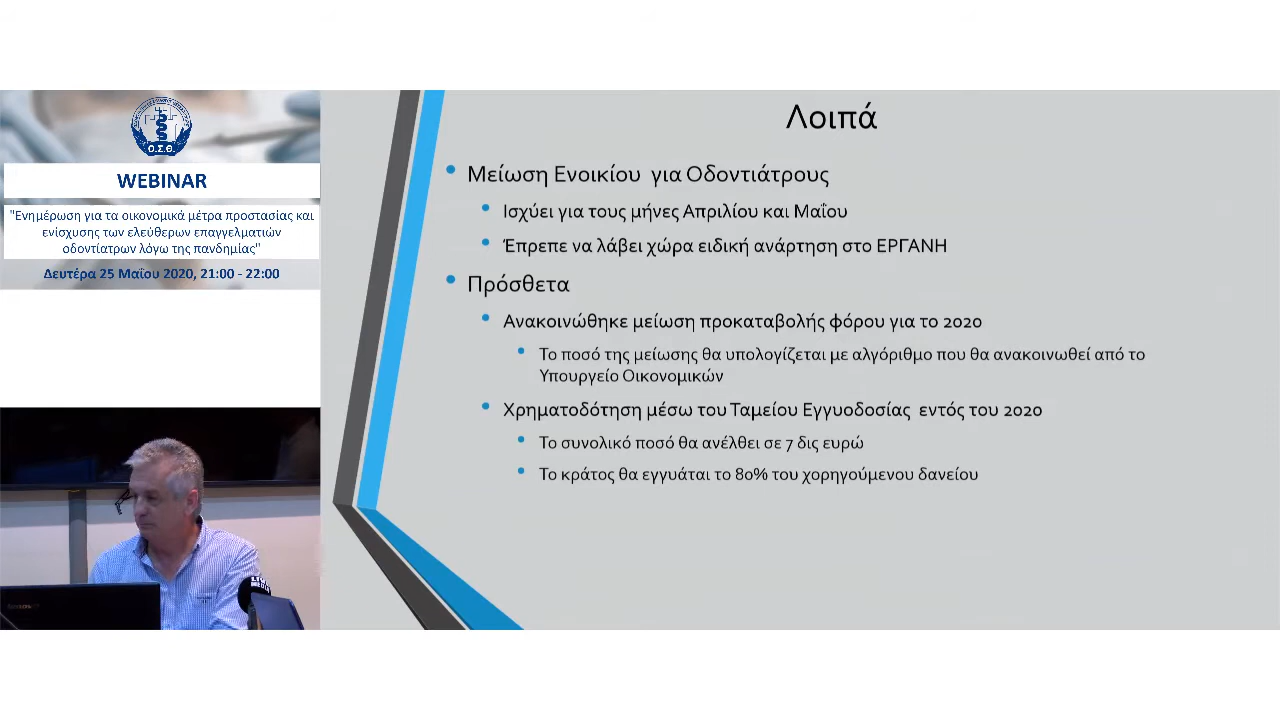 Ο.Σ.Θ.
WEBINAR
"Ενημέρωση για τα οικονομικά μέτρα προστασίας και
ενίσχυσης των ελεύθερων επαγγελματιών
οδοντίατρων λόγω της πανδημίας"
Δευτέρα 25 Μαΐου 2020, 21:00 - 22:00
Λοιπά
• Μείωση Ενοικίου για Οδοντιάτρους
• Ισχύει για τους μήνες Απριλίου και Μαΐου
• Έπρεπε να λάβει χώρα ειδική ανάρτηση στο ΕΡΓΑΝΗ
• Πρόσθετα
• Ανακοινώθηκε μείωση προκαταβολής φόρου για το 2020
• Το ποσό της μείωσης θα υπολογίζεται με αλγόριθμο που θα ανακοινωθεί από το
Υπουργείο Οικονομικών
• Χρηματοδότηση μέσω του Ταμείου Εγγυοδοσίας εντός του 2020
• Το συνολικό ποσό θα ανέλθει σε 7 δις ευρώ
• Το κράτος θα εγγυάται το 80% του χορηγούμενου δανείου